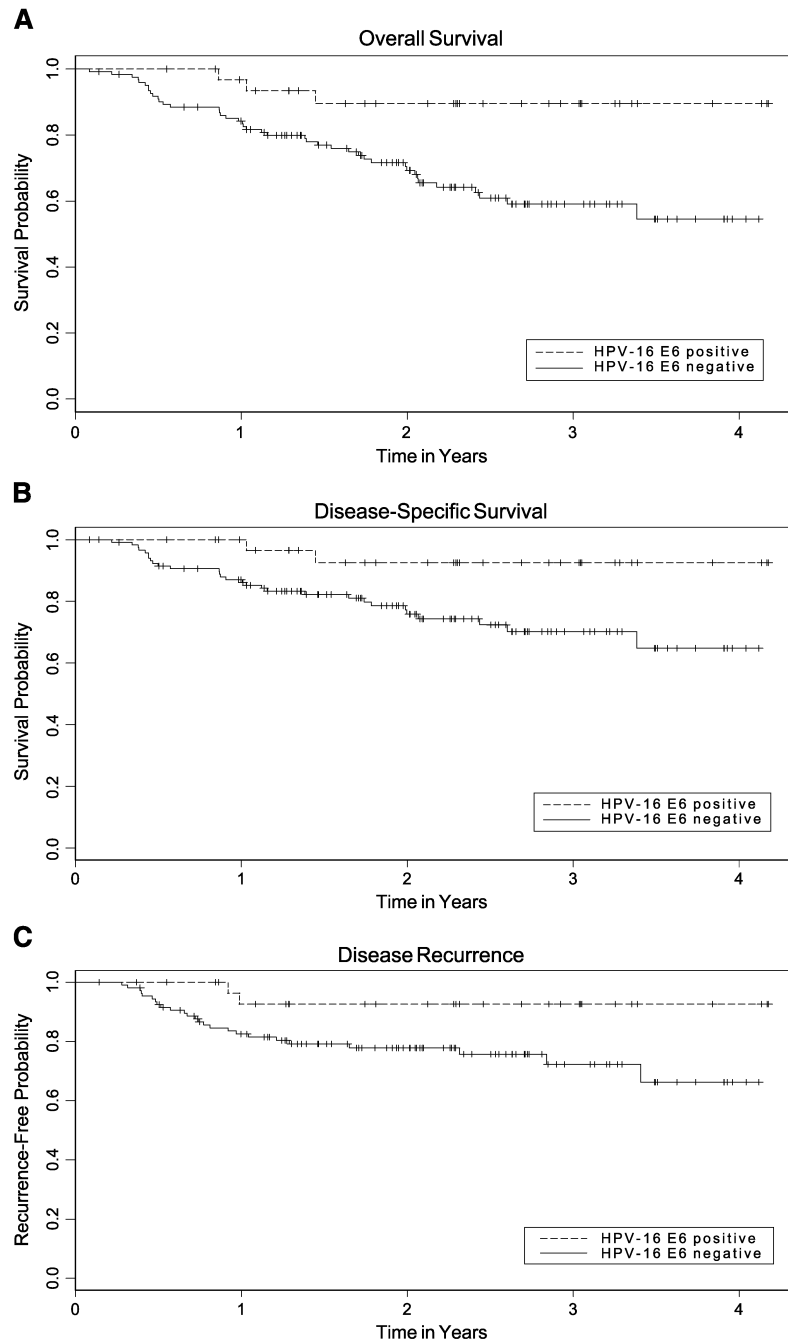 A
Overall Survival
Survival Probability
1.0
0.8
0.6
0.4
0.2
0.0
HPV-16 E6 positive
HPV-16 E6 negative
0 1 2 3 4
Time in Years
B
Disease-Specific Survival
Survival Probability
1.0
0.8
0.6
0.4
0.2
0.0
HPV-16 E6 positive
HPV-16 E6 negative
0 1 2 3 4
Time in Years
C
Disease Recurrence
Recurrence-Free Probability
1.0
0.8
0.6
0.4
0.2
0.0
HPV-16 E6 positive
HPV-16 E6 negative
0 1 2 3 4
Time in Years